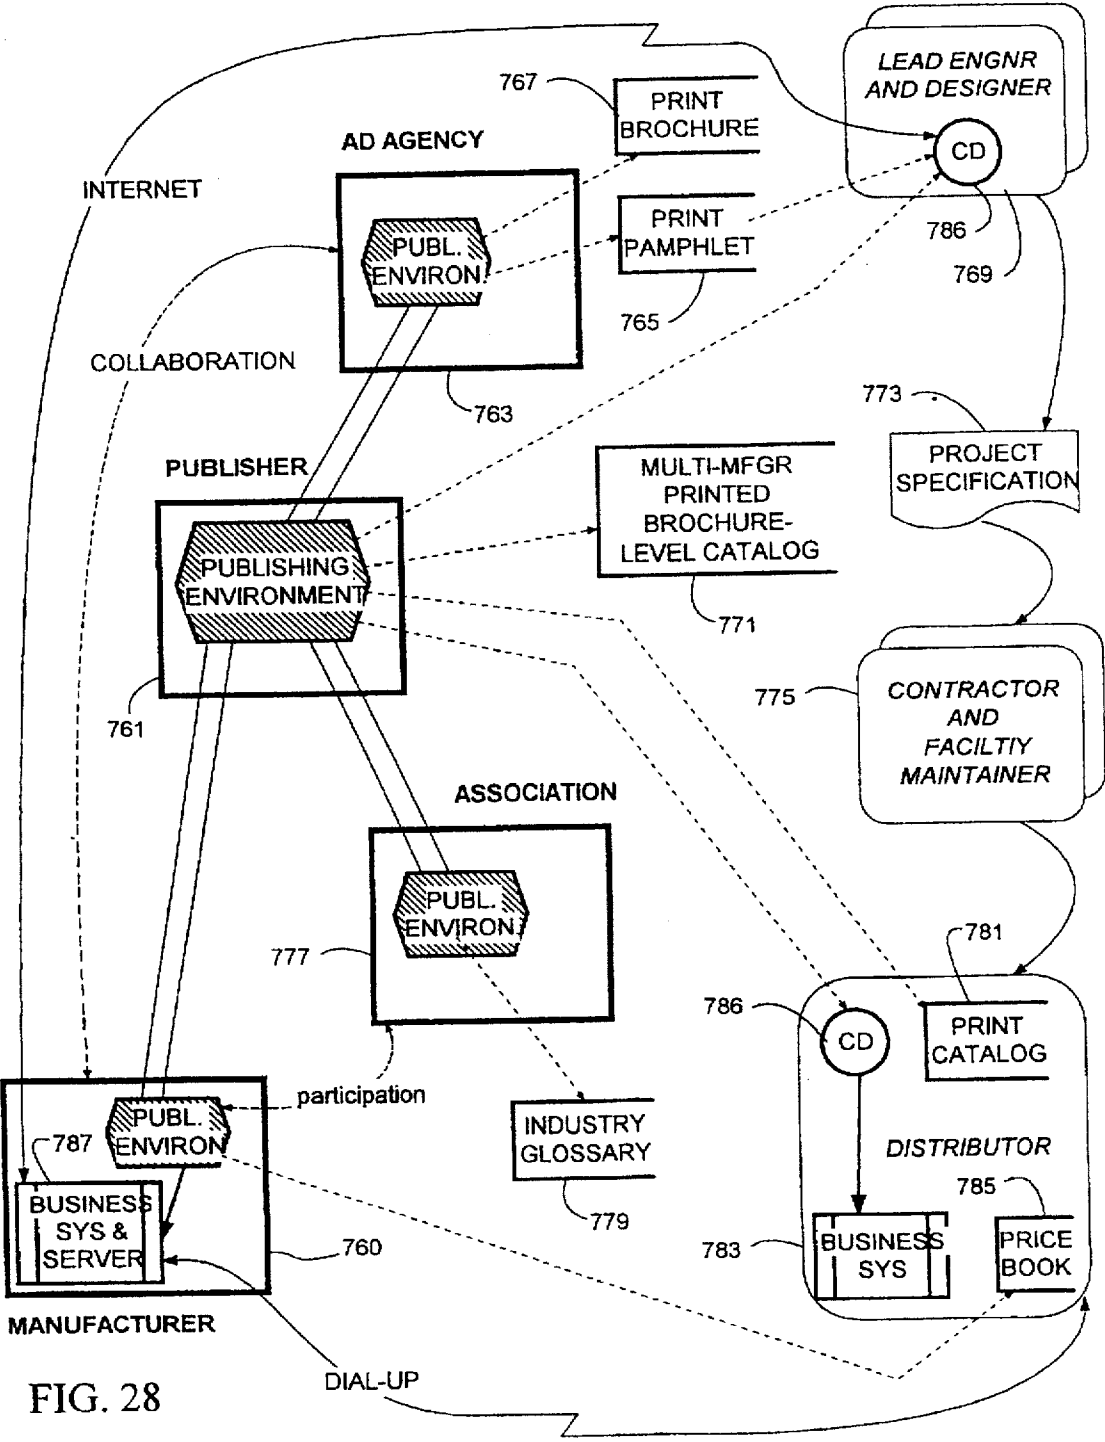 LEAD ENGNR
AND DESIGNER
CD
786
769
767
PRINT
BROCHURE
AD AGENCY
INTERNET
PUBL.
ENVIRON.
PRINT
PAMPHLET
765
COLLABORATION
763
773
PROJECT
SPECIFICATION
PUBLISHER
MULTI-MFGR
PRINTED
BROCHURE-
LEVEL CATALOG
771
PUBLISHING
ENVIRONMENT
761
775
CONTRACTOR
AND
FACILTIY
MAINTAINER
ASSOCIATION
PUBL.
ENVIRON.
777
781
786
CD
PRINT
CATALOG
participation
PUBL.
ENVIRON
787
INDUSTRY
GLOSSARY
779
DISTRIBUTOR
785
BUSINESS
SYS &
SERVER
760
783
BUSINESS
SYS
PRICE
BOOK
MANUFACTURER
DIAL-UP
FIG. 28